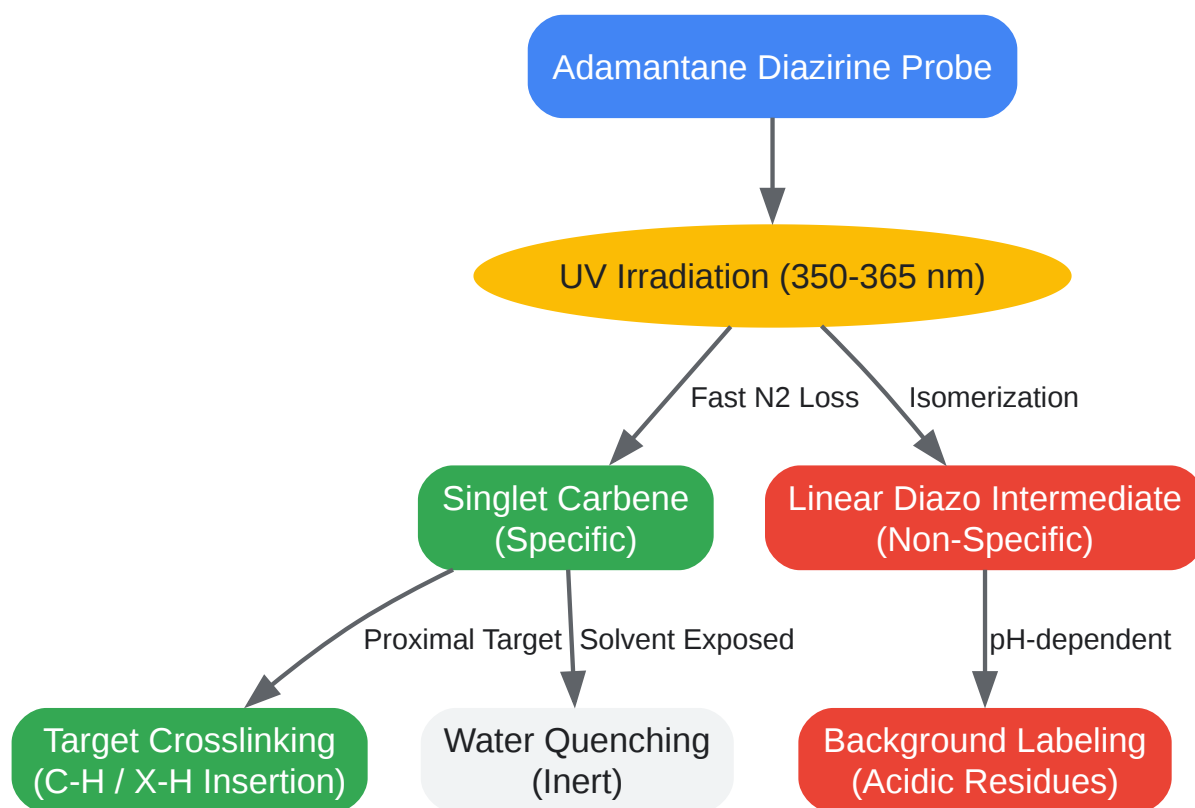 Adamantane Diazirine Probe
UV Irradiation (350-365 nm)
Fast N2 Loss
Isomerization
Singlet Carbene
(Specific)
Linear Diazo Intermediate
(Non-Specific)
Proximal Target
Solvent Exposed
pH-dependent
Target Crosslinking
(C-H / X-H Insertion)
Water Quenching
(Inert)
Background Labeling
(Acidic Residues)